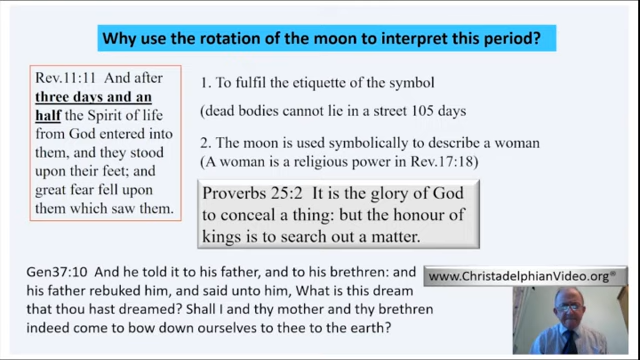 Why use the rotation of the moon to interpret this period?
Rev.11:11 And after
three days and an
half the Spirit of life
from God entered into
them, and they stood
upon their feet; and
great fear fell upon
them which saw them.
1. To fulfil the etiquette of the symbol
(dead bodies cannot lie in a street 105 days
2. The moon is used symbolically to describe a woman
(A woman is a religious power in Rev.17:18)
Proverbs 25:2 It is the glory of God
to conceal a thing: but the honour of
kings is to search out a matter.
Gen37:10 And he told it to his father, and to his brethren: and
his father rebuked him, and said unto him, What is this dream
that thou hast dreamed? Shall I and thy mother and thy brethren
indeed come to bow down ourselves to thee to the earth?
www.ChristadelphianVideo.org®